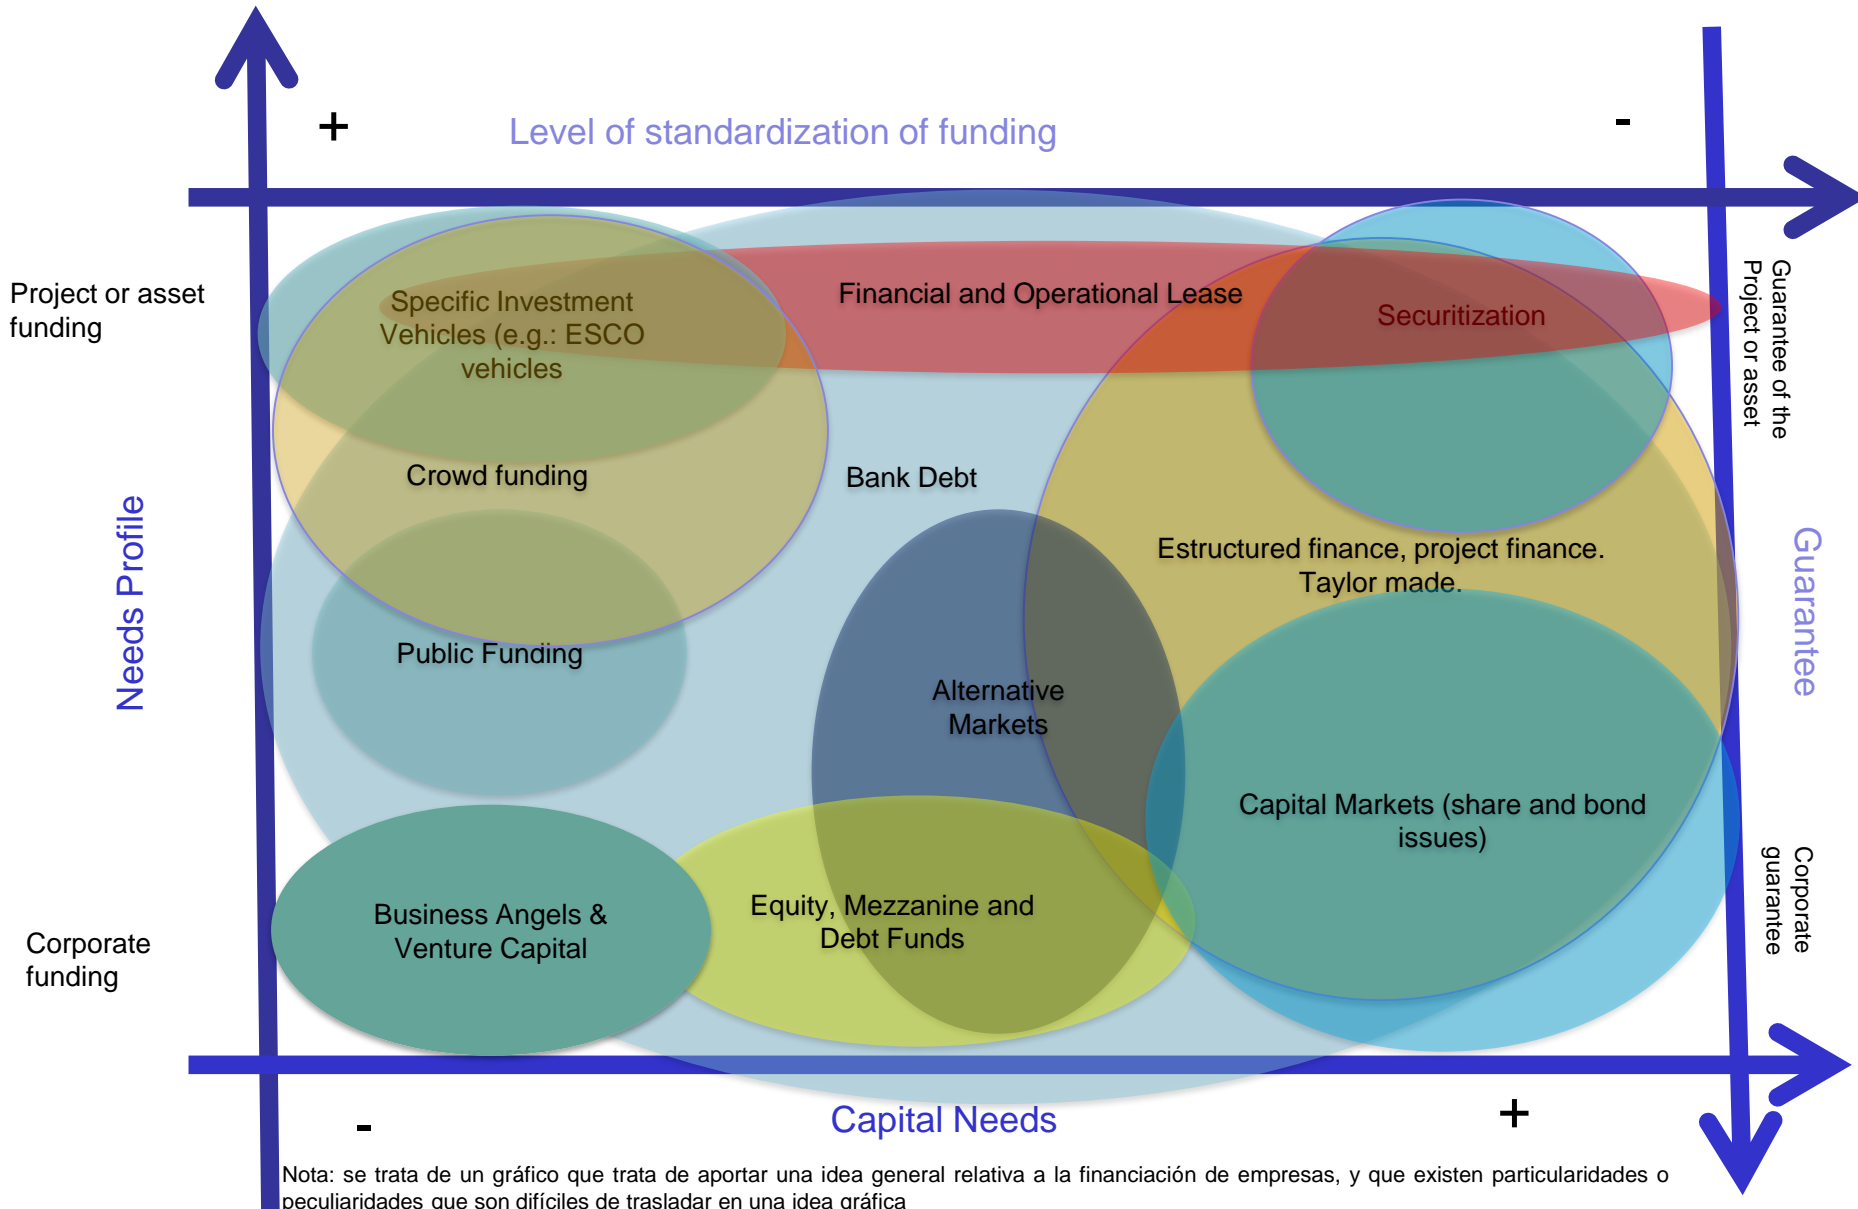 +
-
Level of standardization of funding
Project or asset
funding
Specific Investment
Vehicles (e.g.: ESCO
vehicles
Financial and Operational Lease
Securitization
Guarantee of the
Project or asset
Crowd funding
Bank Debt
Needs Profile
Estructured finance, project finance.
Taylor made.
Guarantee
Public Funding
Alternative
Markets
Capital Markets (share and bond
issues)
Corporate
guarantee
Business Angels &
Venture Capital
Equity, Mezzanine and
Debt Funds
Corporate
funding
-
Capital Needs
+
Nota: se trata de un gráfico que trata de aportar una idea general relativa a la financiación de empresas, y que existen particularidades o
peculiaridades que son difíciles de trasladar en una idea gráfica